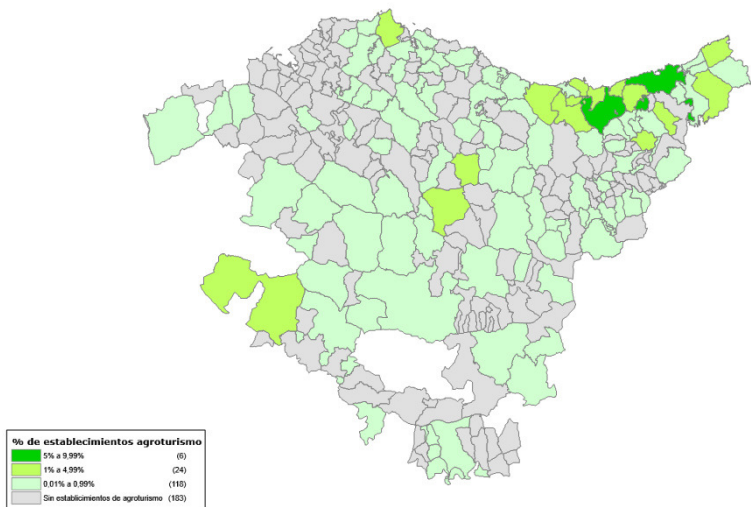 % de establecimientos agroturismo
5% a 9,99% (6)
1% a 4,99% (24)
0,01% a 0,99% (118)
Sin establicimientos de agroturismo (183)